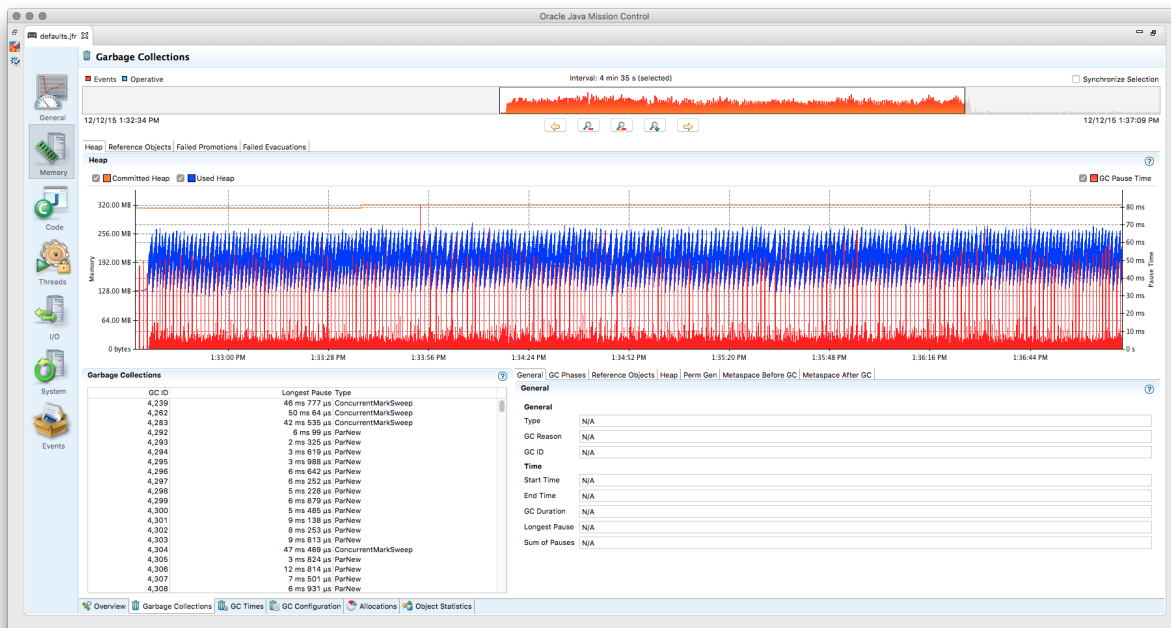 Oracle Java Mission Control
defaults.jfr
Garbage Collections
Events Operative
Interval: 4 min 35 s (selected)
Synchronize Selection
12/12/15 1:32:34 PM
12/12/15 1:37:09 PM
General
Memory
Code
Threads
I/O
System
Events
Heap Reference Objects Failed Promotions Failed Evacuations
Heap
Committed Heap Used Heap
GC Pause Time
320.00 MB
256.00 MB
192.00 MB
128.00 MB
64.00 MB
0 bytes
Memory
80 ms
70 ms
60 ms
50 ms
40 ms
30 ms
20 ms
10 ms
0 s
Pause Time
1:33:00 PM 1:33:28 PM 1:33:56 PM 1:34:24 PM 1:34:52 PM 1:35:20 PM 1:35:48 PM 1:36:16 PM 1:36:44 PM
Garbage Collections
GC ID Longest Pause Type
4,239 46 ms 777 µs ConcurrentMarkSweep
4,262 50 ms 64 µs ConcurrentMarkSweep
4,283 42 ms 535 µs ConcurrentMarkSweep
4,292 6 ms 99 µs ParNew
4,293 2 ms 325 µs ParNew
4,294 3 ms 619 µs ParNew
4,295 3 ms 988 µs ParNew
4,296 6 ms 642 µs ParNew
4,297 6 ms 252 µs ParNew
4,298 5 ms 228 µs ParNew
4,299 6 ms 879 µs ParNew
4,300 5 ms 485 µs ParNew
4,301 9 ms 138 µs ParNew
4,302 8 ms 253 µs ParNew
4,303 9 ms 813 µs ParNew
4,304 47 ms 469 µs ConcurrentMarkSweep
4,305 3 ms 824 µs ParNew
4,306 12 ms 814 µs ParNew
4,307 7 ms 501 µs ParNew
4,308 6 ms 931 µs ParNew
General GC Phases Reference Objects Heap Perm Gen Metaspace Before GC Metaspace After GC
General
General
Type N/A
GC Reason N/A
GC ID N/A
Time
Start Time N/A
End Time N/A
GC Duration N/A
Longest Pause N/A
Sum of Pauses N/A
Overview Garbage Collections GC Times GC Configuration Allocations Object Statistics